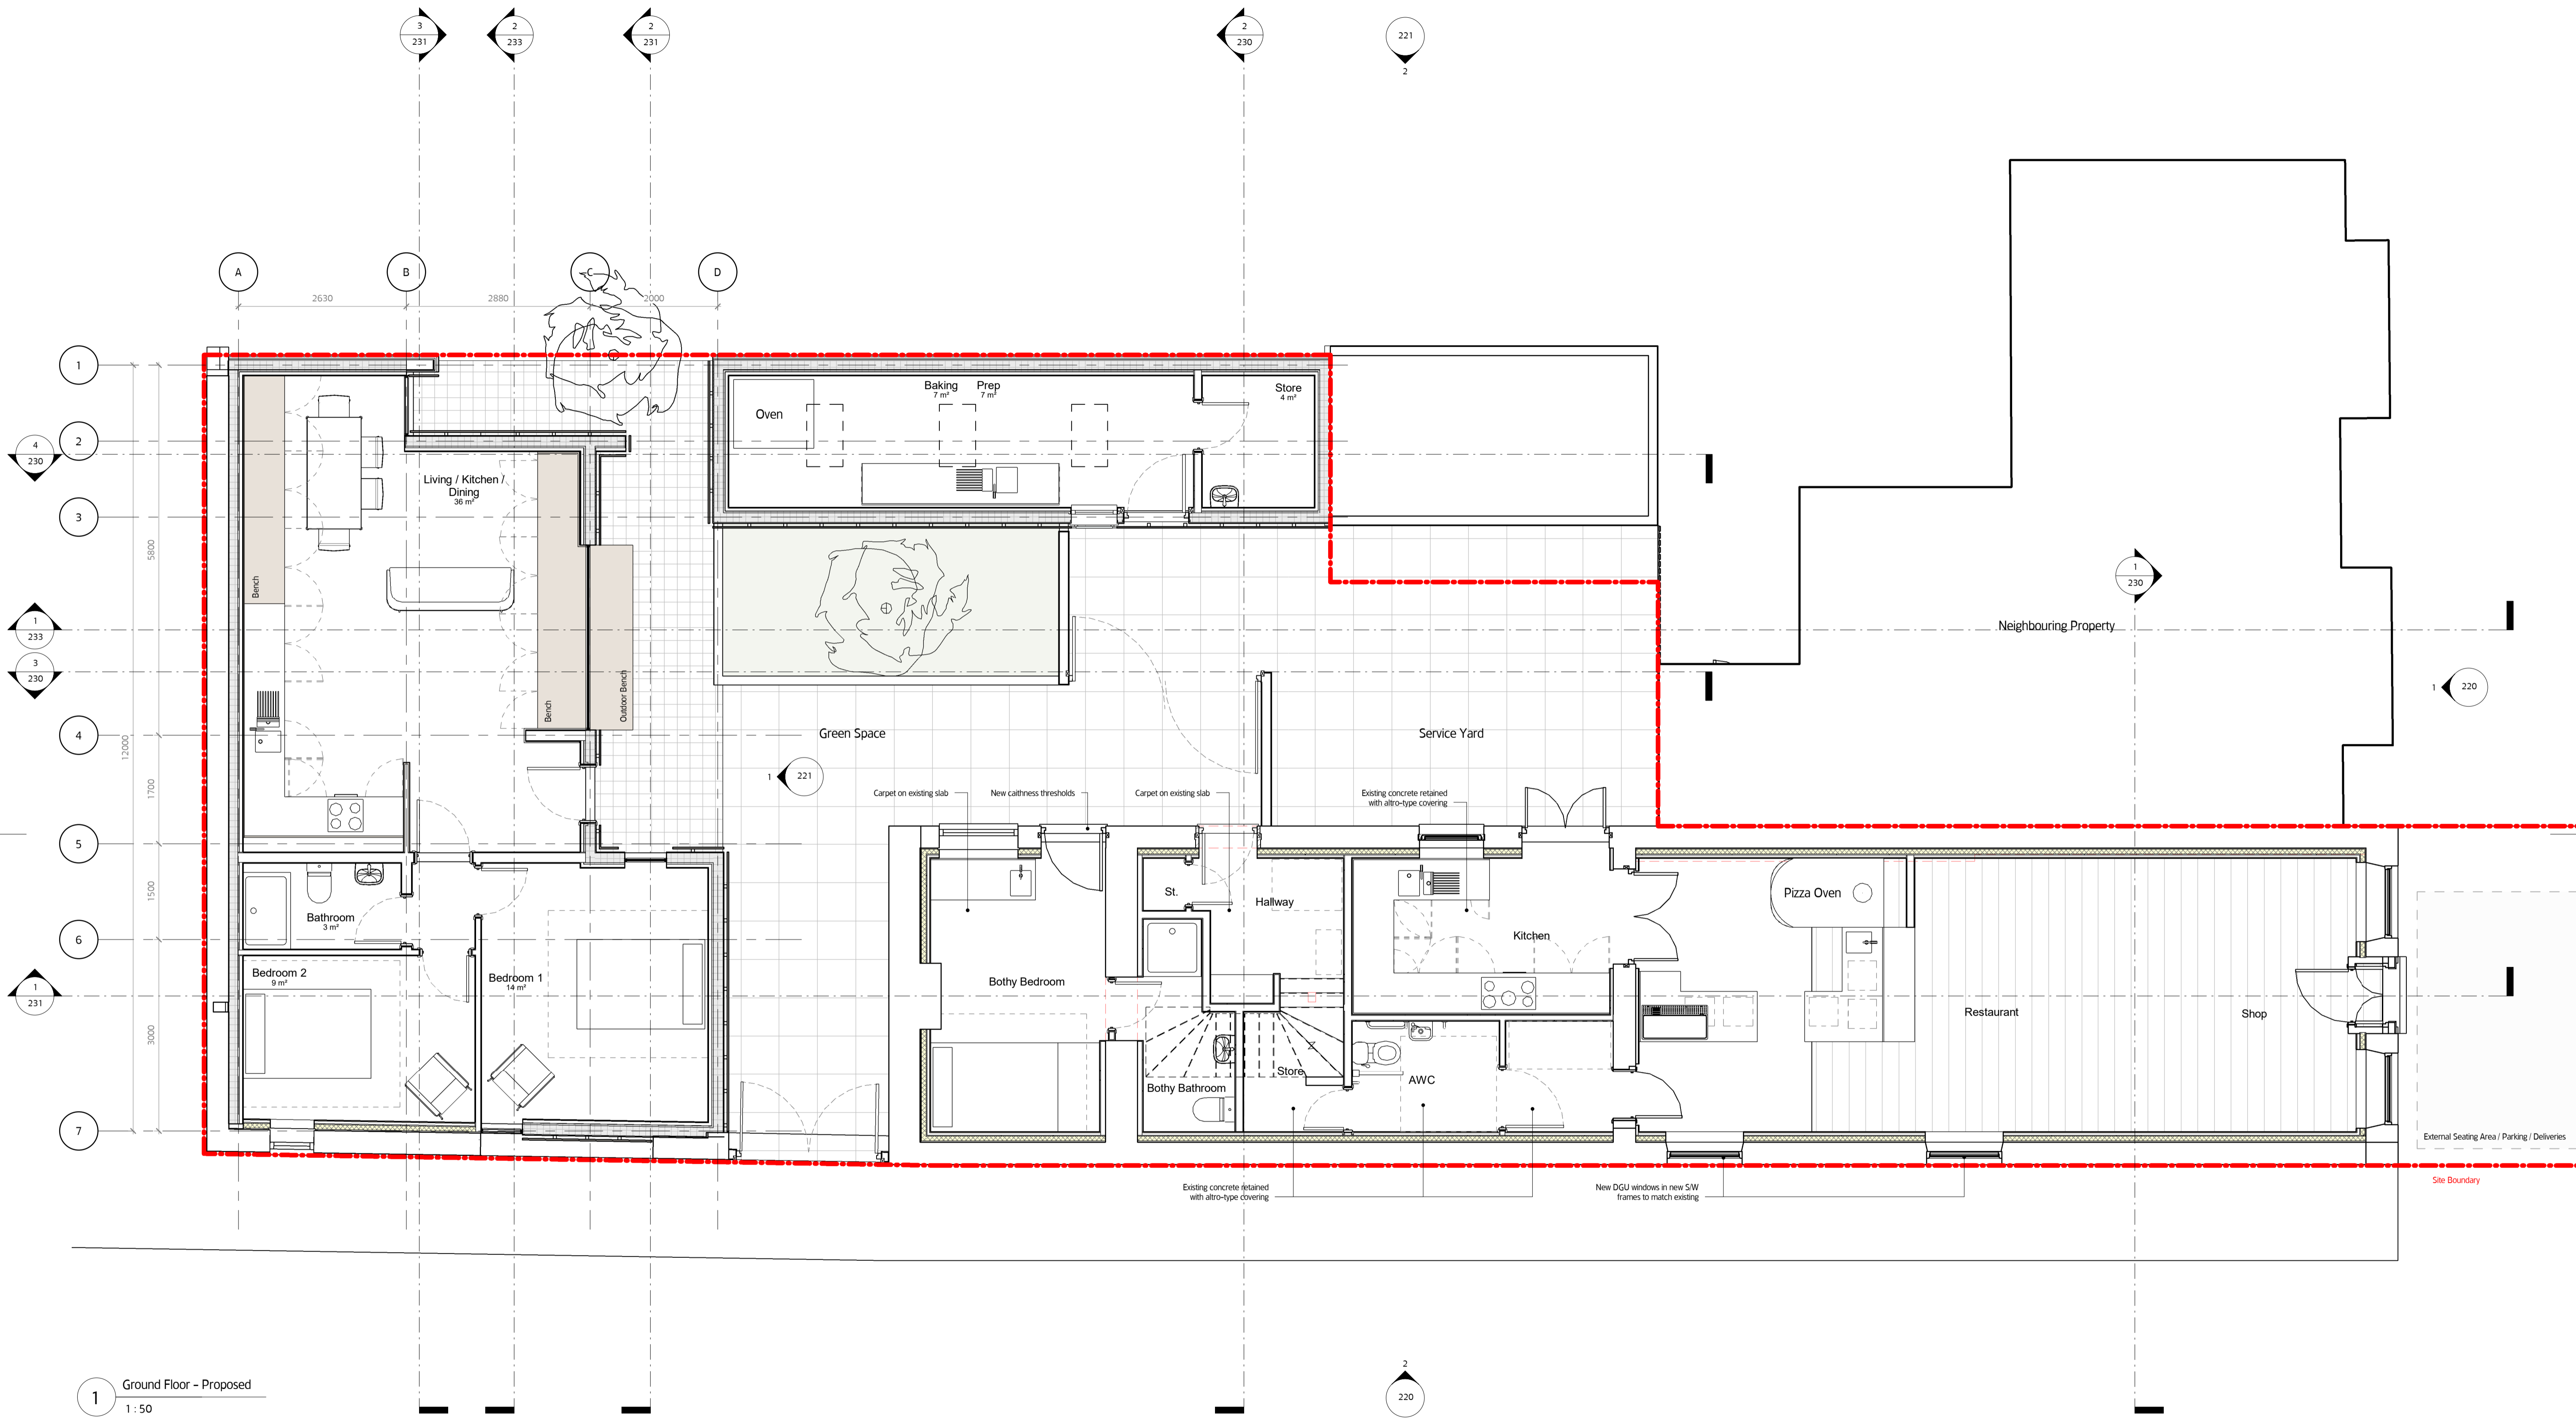 3
231
2
233
2
231
2
230
221
2
A
B
C
D
2630
2880
2000
1
2
3
4
5
6
7
4
230
1
233
3
230
1
231
5800
12000
1700
1500
3000
Baking
7 m²
Prep
7 m²
Store
4 m²
Oven
Living / Kitchen /
Dining
36 m²
Bench
Bench
Outdoor Bench
1
230
Neighbouring Property
1
220
Green Space
Service Yard
1
221
Carpet on existing slab
New caithness thresholds
Carpet on existing slab
Existing concrete retained
with altro-type covering
Bathroom
3 m²
Bedroom 2
9 m²
Bedroom 1
14 m²
St.
Hallway
Bothy Bedroom
Kitchen
Pizza Oven
Restaurant
Shop
Store
AWC
Bothy Bathroom
External Seating Area / Parking / Deliveries
Site Boundary
Existing concrete retained
with altro-type covering
New DGU windows in new S/W
frames to match existing
1
Ground Floor - Proposed
1 : 50
2
220